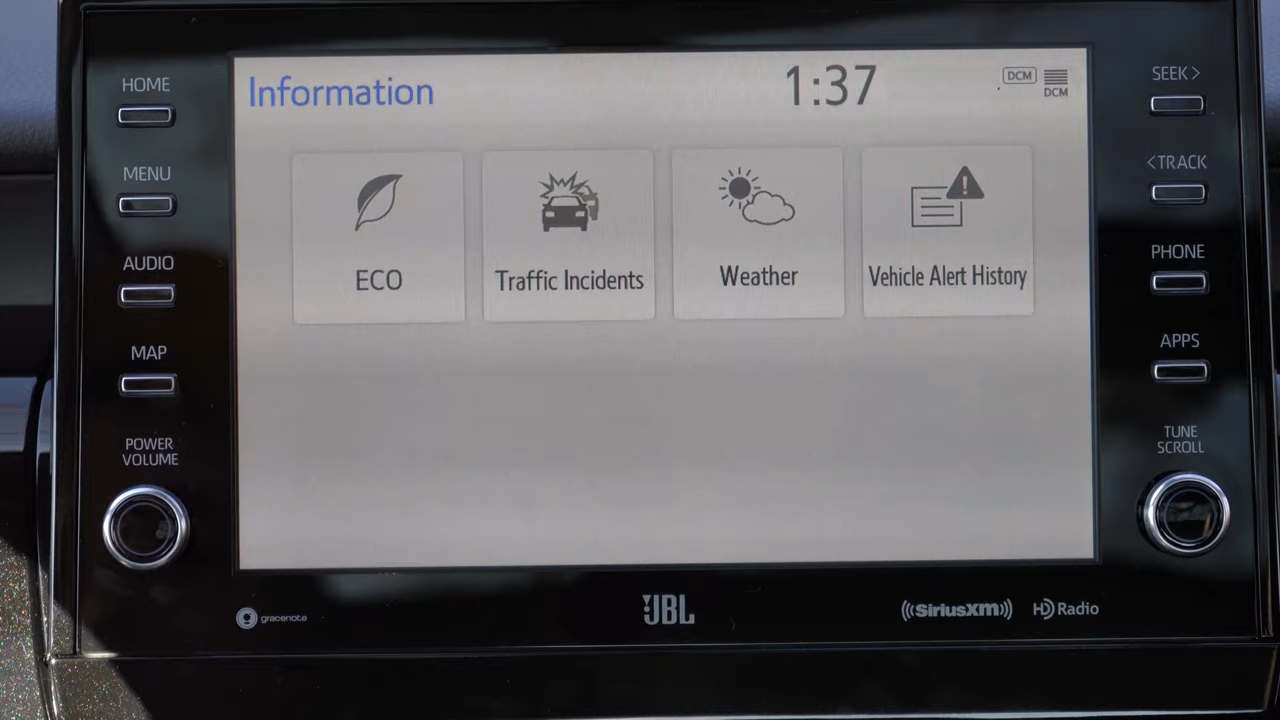 HOME
MENU
AUDIO
MAP
POWER
VOLUME
Information
1:37
DCM
DCM
ECO
Traffic Incidents
Weather
Vehicle Alert History
SEEK >
< TRACK
PHONE
APPS
TUNE
SCROLL
gracenote
JBL
SiriusXM
HD Radio